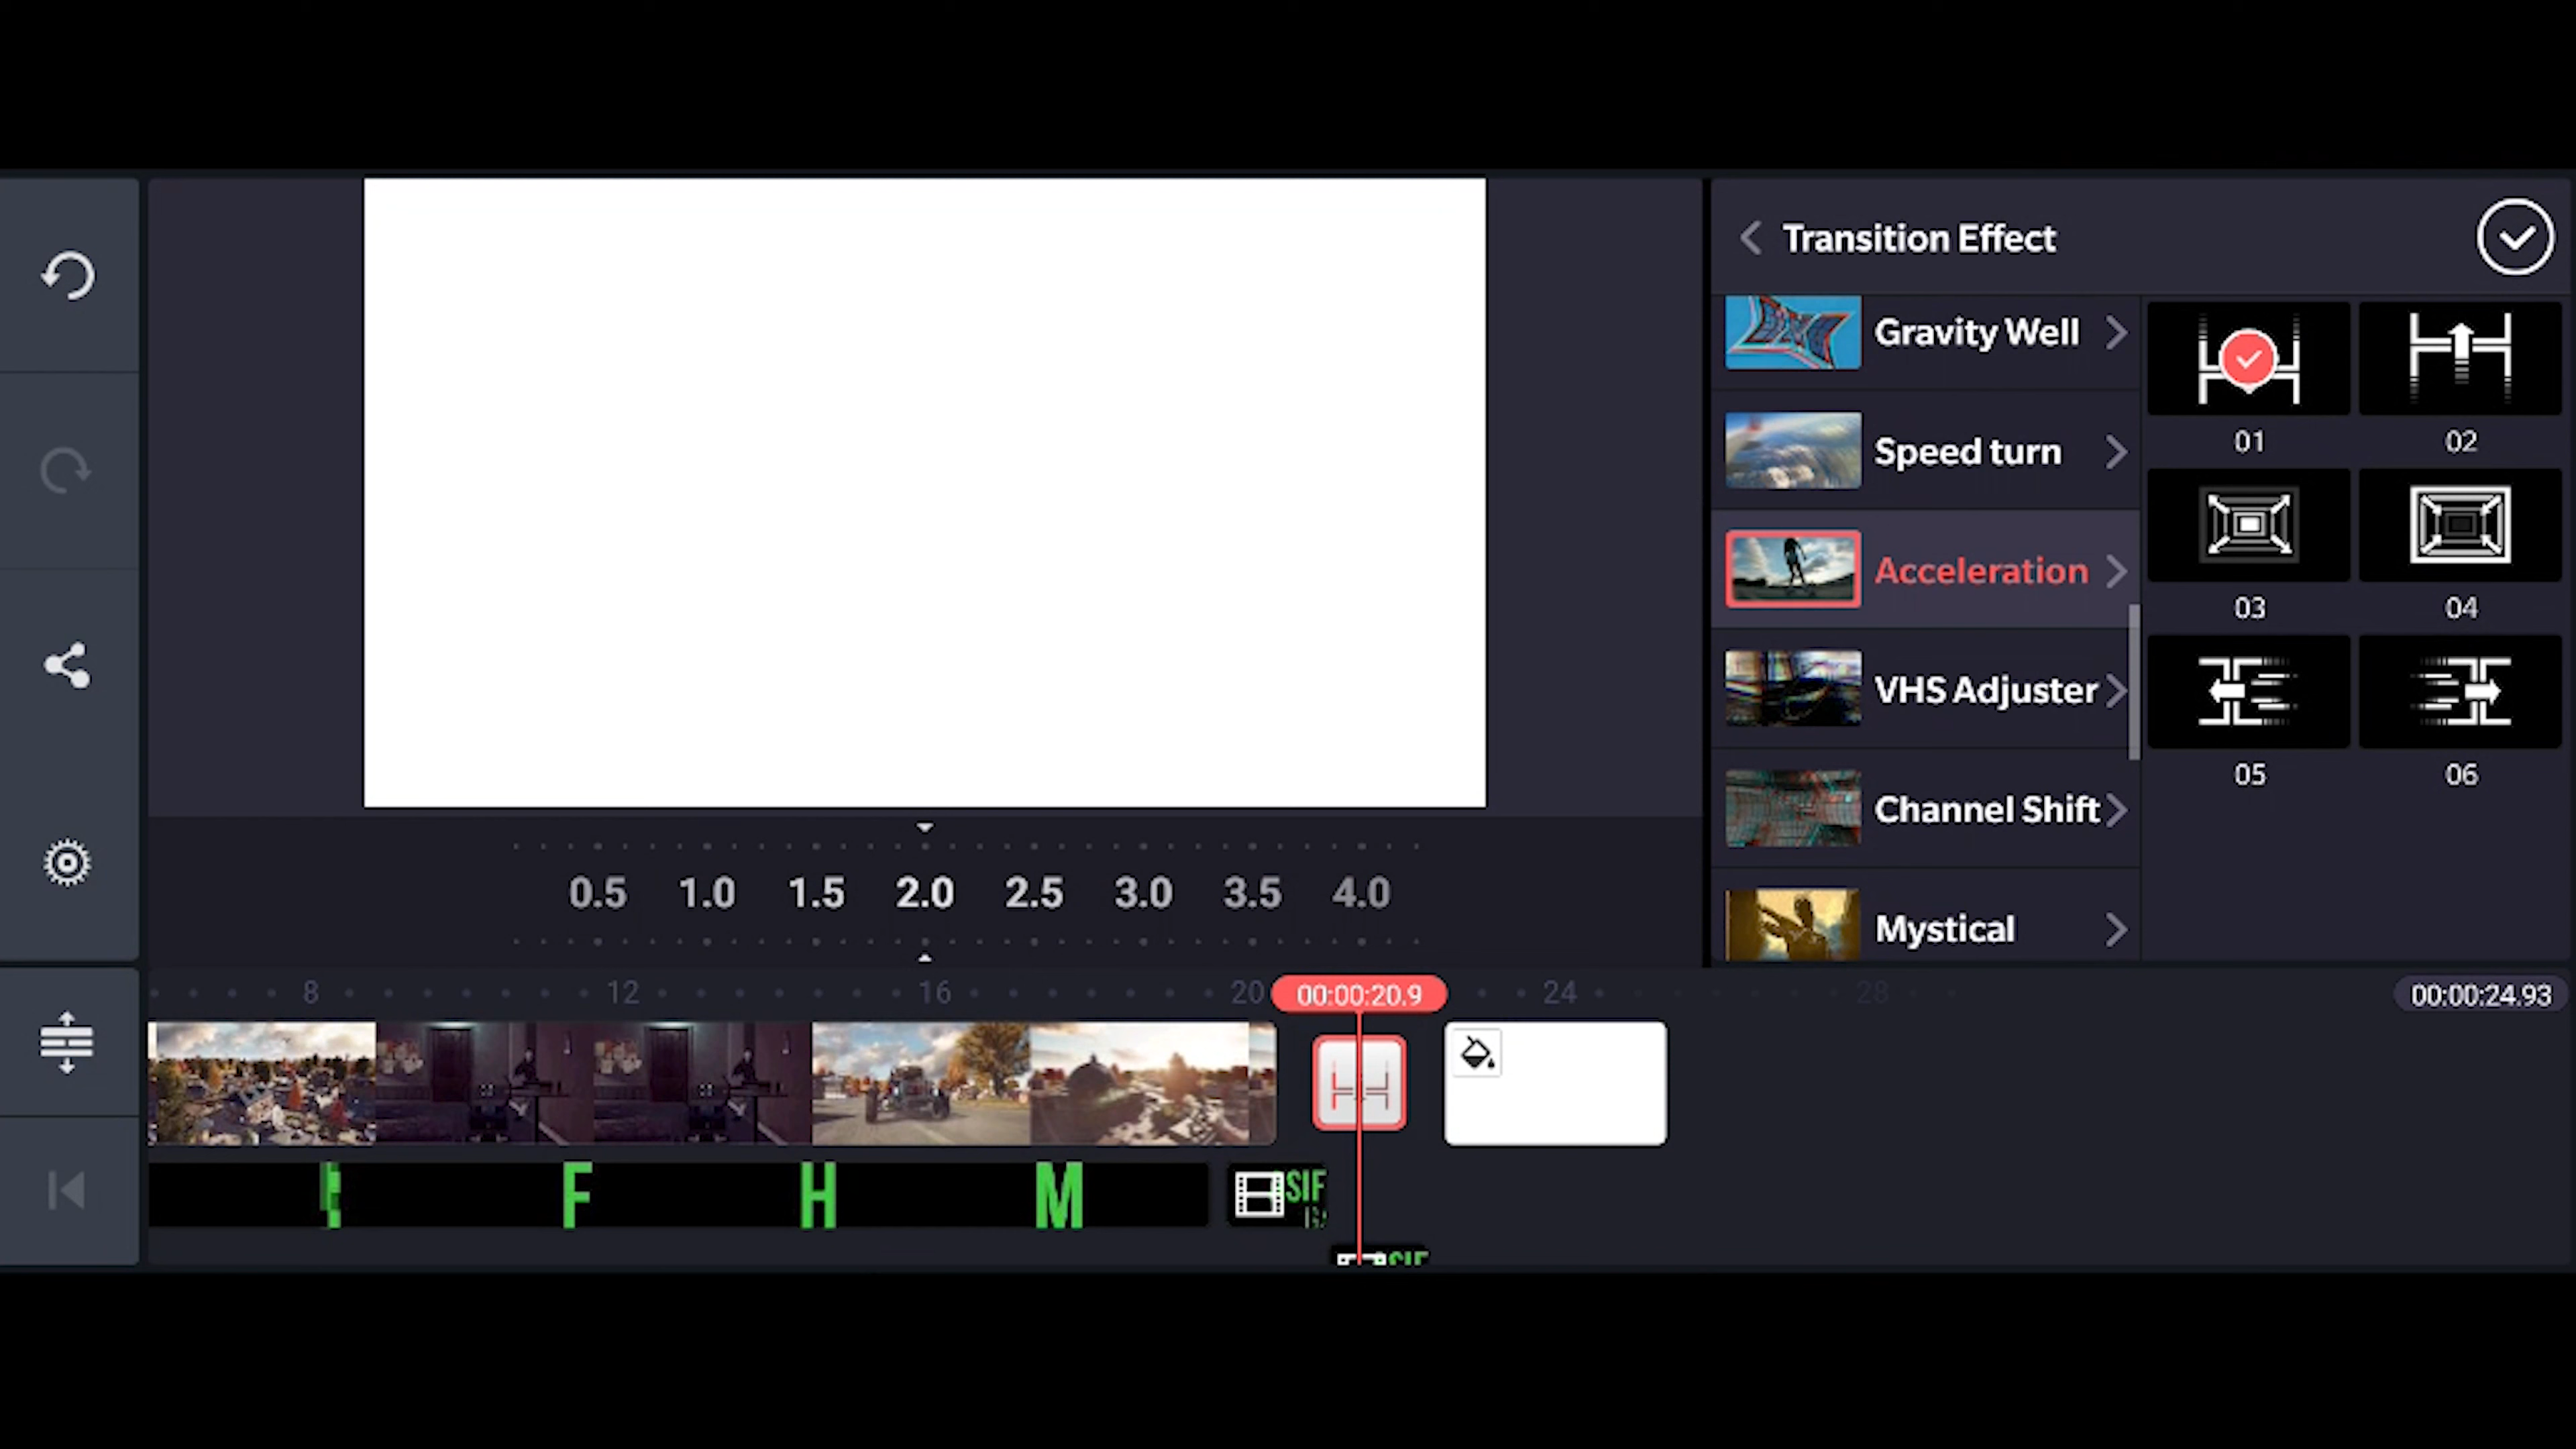 Transition Effect
Gravity Well
Speed turn
Acceleration
VHS Adjuster
Channel Shift
Mystical
01
02
03
04
05
06
0.5 1.0 1.5 2.0 2.5 3.0 3.5 4.0
8 12 16 20 00:00:20.9 24 28 00:00:24.93
F H M SIF
SIF